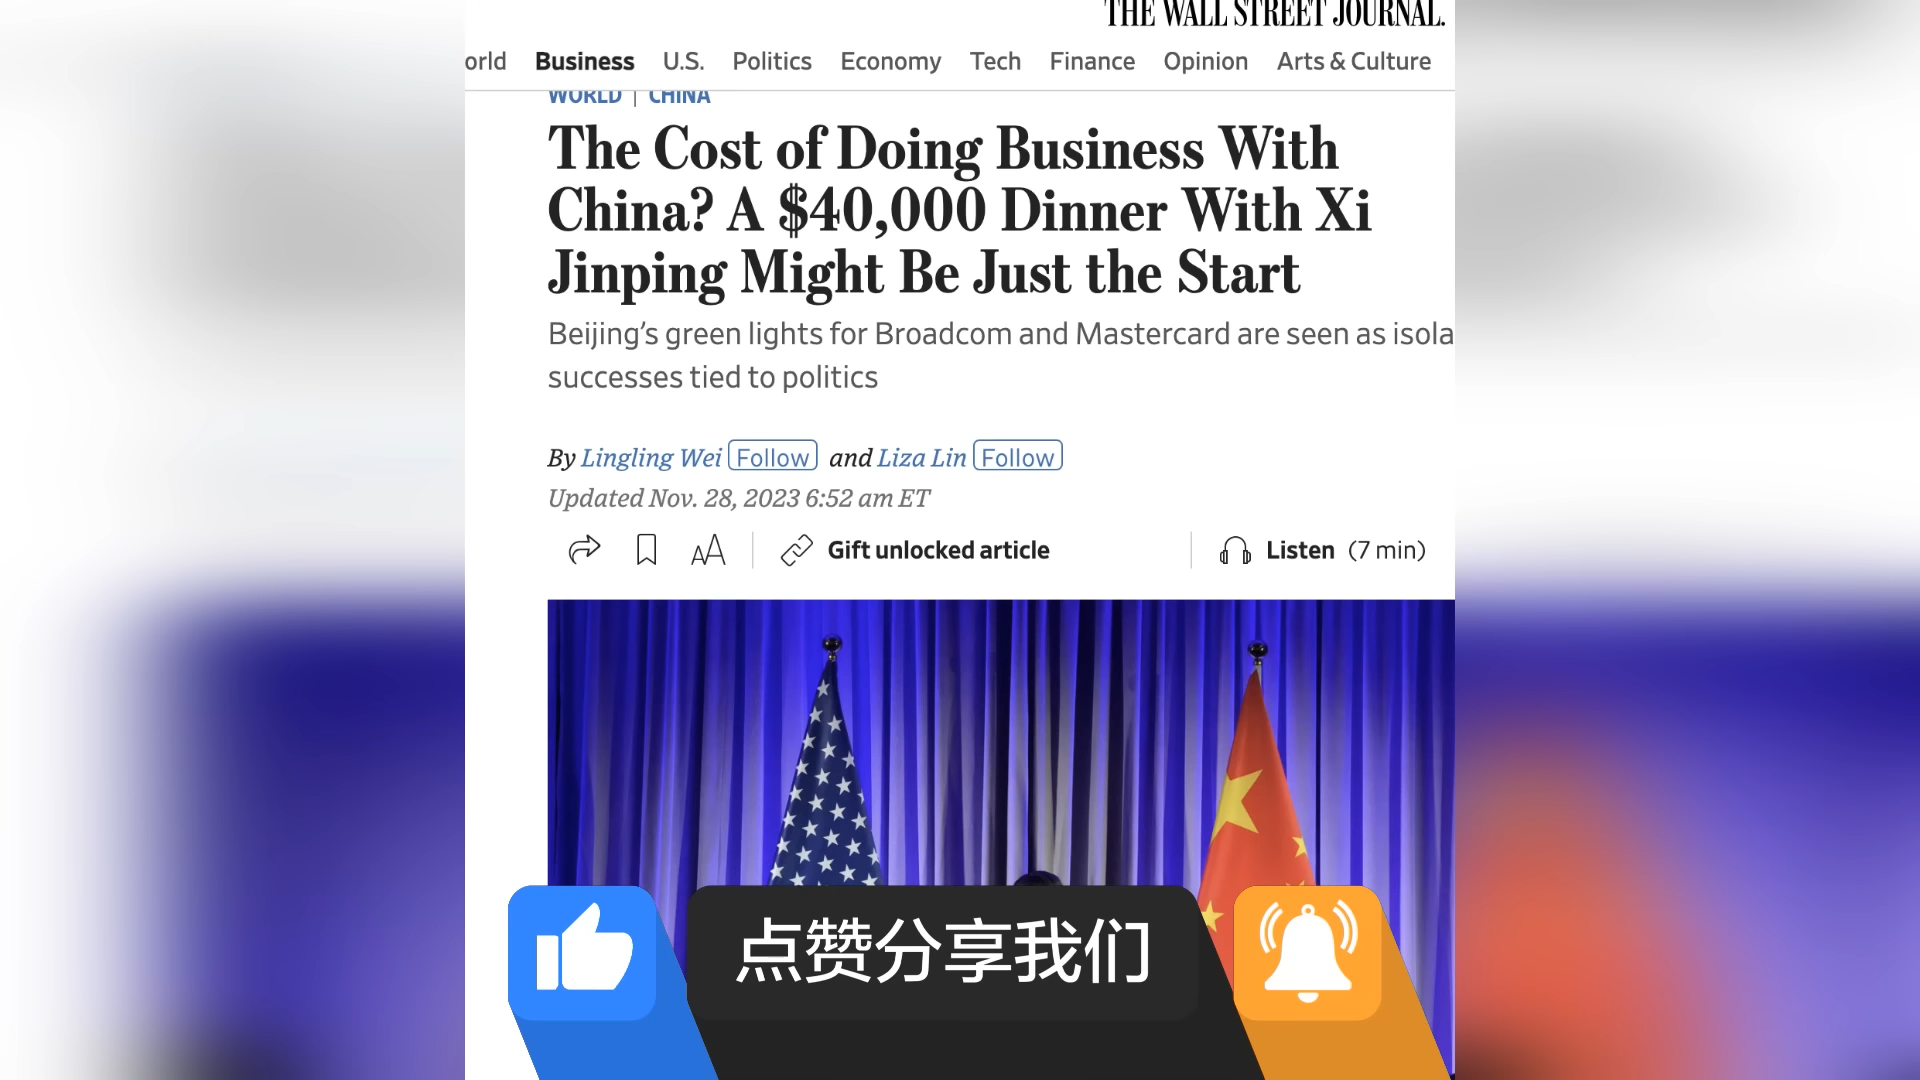 THE WALL STREET JOURNAL.
orld Business U.S. Politics Economy Tech Finance Opinion Arts & Culture
WORLD | CHINA
The Cost of Doing Business With
China? A $40,000 Dinner With Xi
Jinping Might Be Just the Start
Beijing’s green lights for Broadcom and Mastercard are seen as isola
successes tied to politics
By Lingling Wei Follow and Liza Lin Follow
Updated Nov. 28, 2023 6:52 am ET
AA Gift unlocked article Listen (7 min)
点赞分享我们